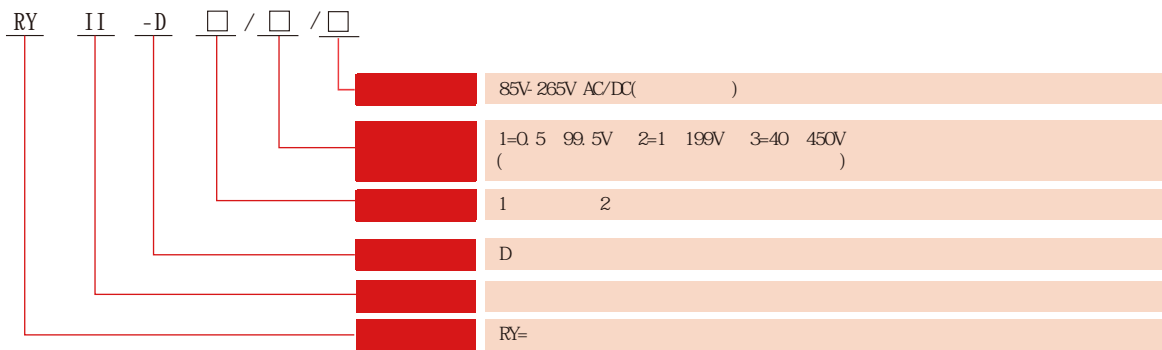 RY II -D □ / □ / □
85V-265V AC/DC( )
1=0.5 99.5V 2=1 199V 3=40 450V
( )
1 2
D
RY=